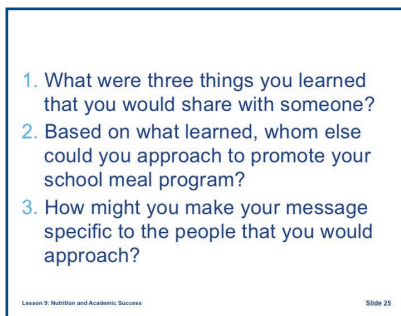 1. What were three things you learned
that you would share with someone?
2. Based on what learned, whom else
could you approach to promote your
school meal program?
3. How might you make your message
specific to the people that you would
approach?
Lesson 9: Nutrition and Academic Success
Slide 25